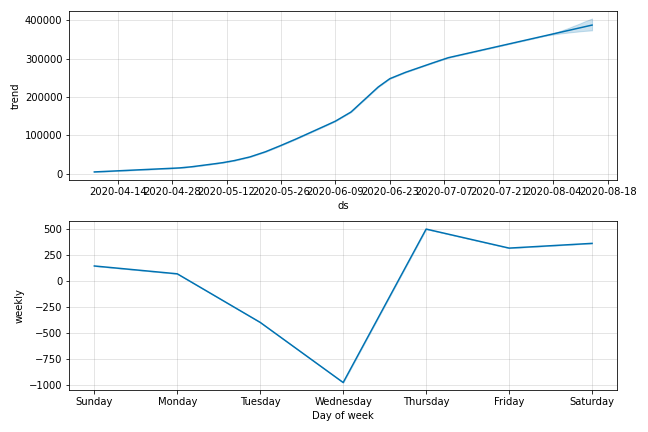 400000
300000
200000
100000
0
trend
2020-04-14 2020-04-28 2020-05-12 2020-05-26 2020-06-09 2020-06-23 2020-07-07 2020-07-21 2020-08-04 2020-08-18
ds
500
250
0
−250
−500
−750
−1000
weekly
Sunday Monday Tuesday Wednesday Thursday Friday Saturday
Day of week